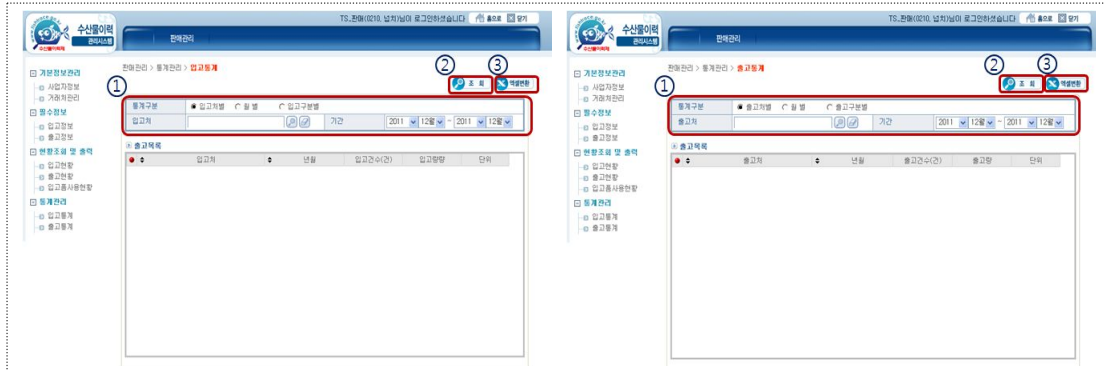 TS_판매(0210, 넙치)님이 로그인하셨습니다 홈으로 닫기
수산물이력
관리시스템
수산물이력제
판매관리
판매관리 > 통계관리 > 입고통계
② ③
조 회 엑셀변환
①
통계구분 입고처별 월 별 입고구분별
입고처 기간 2011 12월 ~ 2011 12월
출고목록
입고처 년월 입고건수(건) 입고량량 단위
기본정보관리
사업자정보
거래처관리
필수정보
입고정보
출고정보
현황조회 및 출력
입고현황
출고현황
입고품사용현황
통계관리
입고통계
출고통계
TS_판매(0210, 넙치)님이 로그인하셨습니다 홈으로 닫기
수산물이력
관리시스템
수산물이력제
판매관리
판매관리 > 통계관리 > 출고통계
② ③
조 회 엑셀변환
①
통계구분 출고처별 월 별 출고구분별
출고처 기간 2011 12월 ~ 2011 12월
출고목록
출고처 년월 출고건수(건) 출고량 단위
기본정보관리
사업자정보
거래처관리
필수정보
입고정보
출고정보
현황조회 및 출력
입고현황
출고현황
입고품사용현황
통계관리
입고통계
출고통계